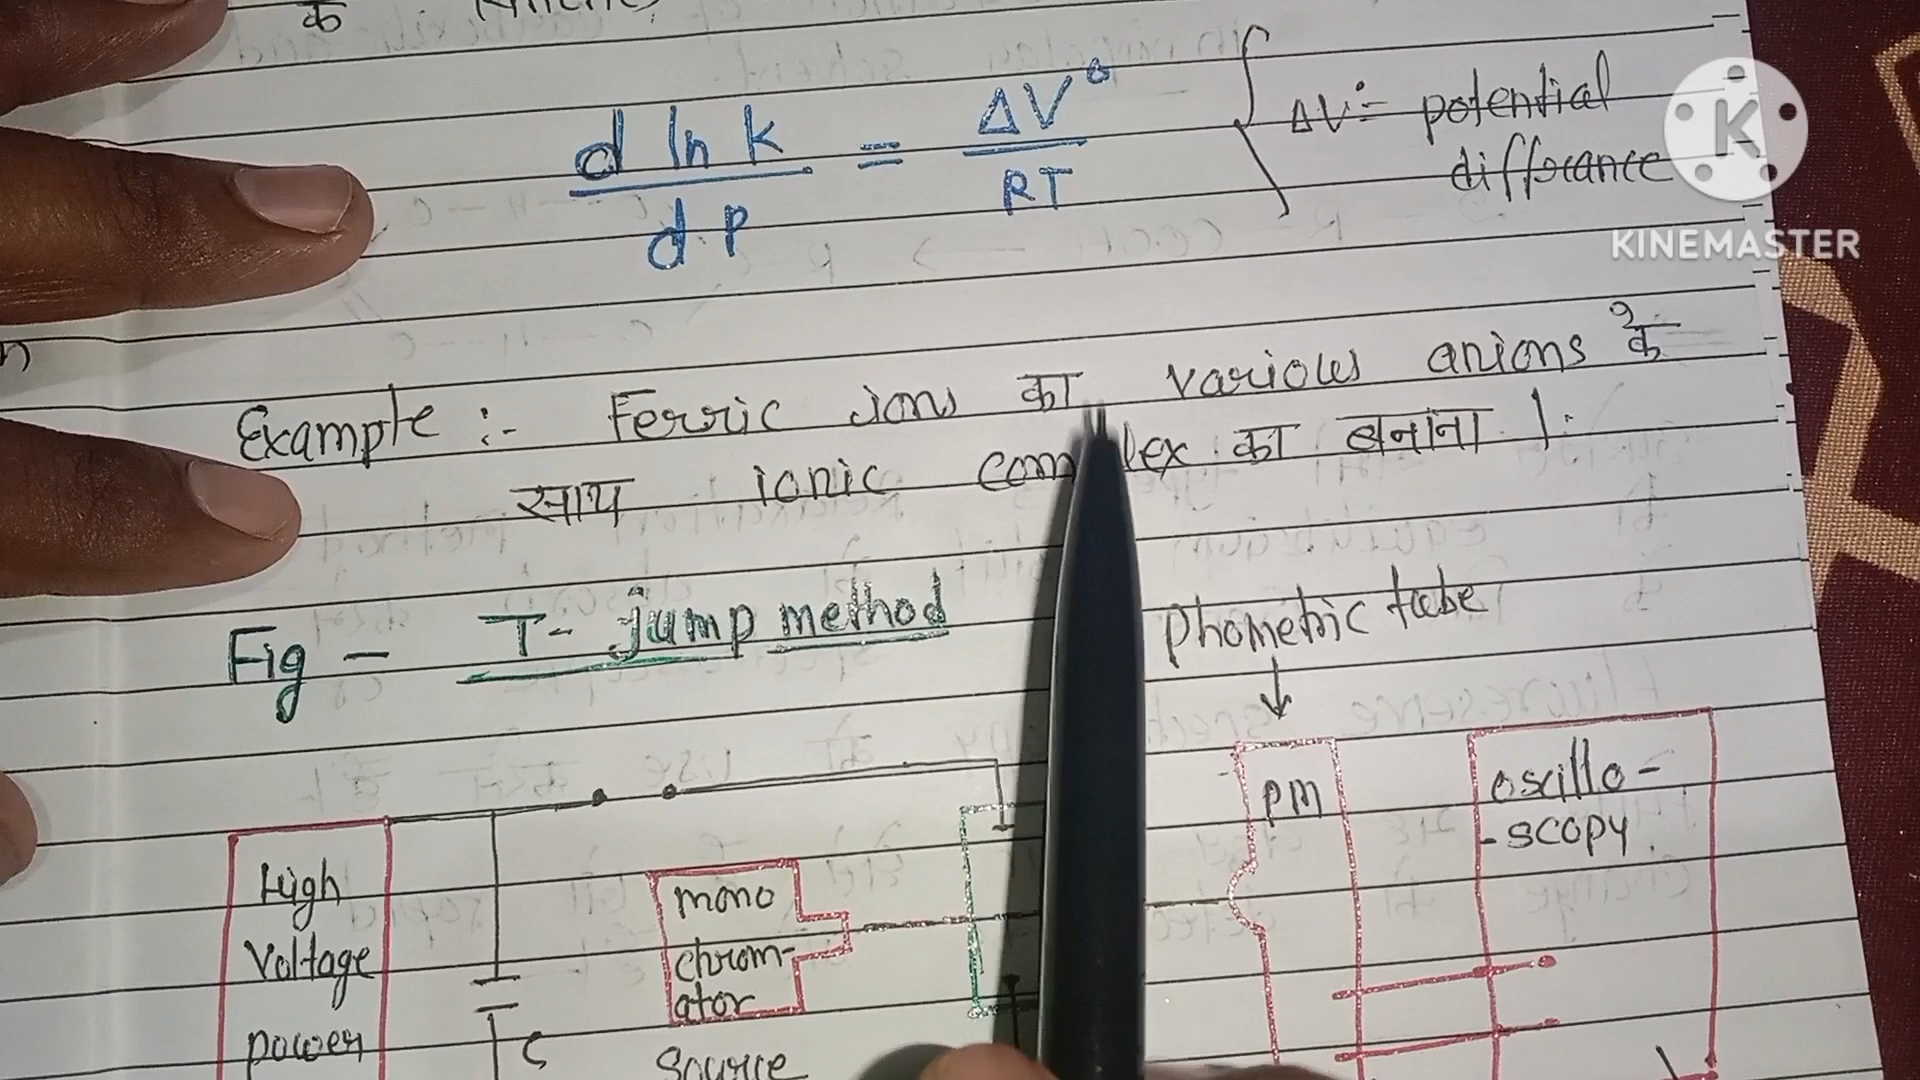 d ln k / d.p = ΔV° / RT
ΔV° = potential
differance
KINEMASTER
Example :- Ferric ions का various anions के
साथ ionic complex का बनाना ।
Fig - T- jump method
Phometric tube
PM
oscillo-
-scopy
High
Voltage
power
mono
chrom-
ator
source
C